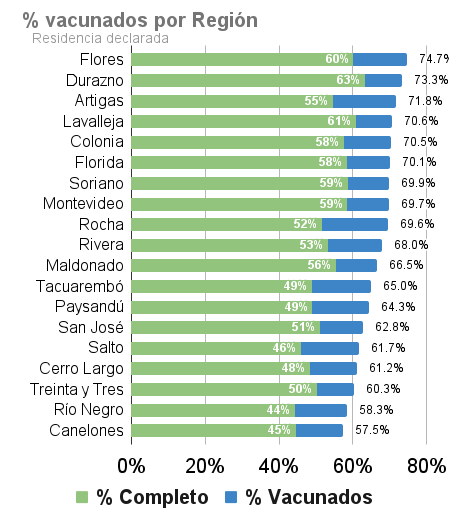 % vacunados por Región
Residencia declarada
Flores 60% 74.7%
Durazno 63% 73.3%
Artigas 55% 71.8%
Lavalleja 61% 70.6%
Colonia 58% 70.5%
Florida 58% 70.1%
Soriano 59% 69.9%
Montevideo 59% 69.7%
Rocha 52% 69.6%
Rivera 53% 68.0%
Maldonado 56% 66.5%
Tacuarembó 49% 65.0%
Paysandú 49% 64.3%
San José 51% 62.8%
Salto 46% 61.7%
Cerro Largo 48% 61.2%
Treinta y Tres 50% 60.3%
Río Negro 44% 58.3%
Canelones 45% 57.5%
0% 20% 40% 60% 80%
% Completo % Vacunados